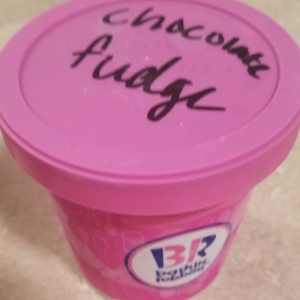 chocolate
fudge
BR
baskin
robbins